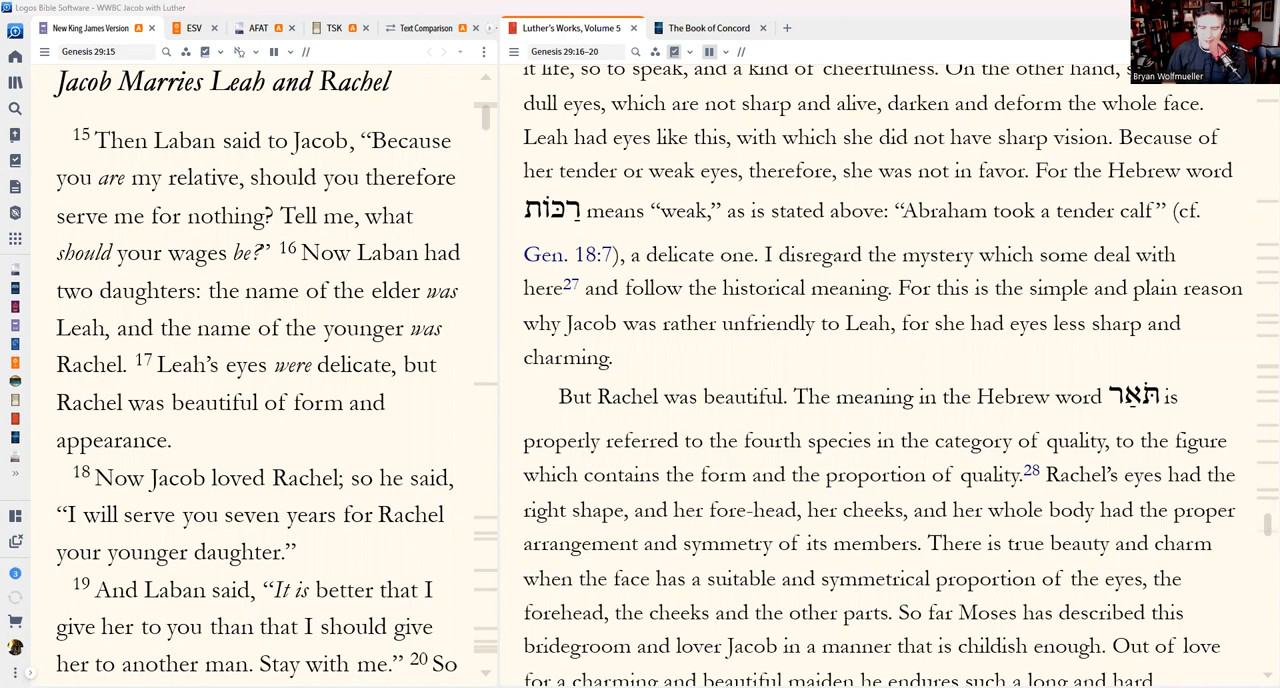 Logos Bible Software - WWBC Jacob with Luther
New King James Version A
ESV
AFAT
TSK
Text Comparison A
Genesis 29:15
Jacob Marries Leah and Rachel
15 Then Laban said to Jacob, “Because
you are my relative, should you therefore
serve me for nothing? Tell me, what
should your wages be?” 16 Now Laban had
two daughters: the name of the elder was
Leah, and the name of the younger was
Rachel. 17 Leah’s eyes were delicate, but
Rachel was beautiful of form and
appearance.
18 Now Jacob loved Rachel; so he said,
“I will serve you seven years for Rachel
your younger daughter.”
19 And Laban said, “It is better that I
give her to you than that I should give
her to another man. Stay with me.” 20 So
Luther's Works, Volume 5
The Book of Concord
Genesis 29:16–20
it life, so to speak, and a kind of cheerfulness. On the other hand,
dull eyes, which are not sharp and alive, darken and deform the whole face.
Leah had eyes like this, with which she did not have sharp vision. Because of
her tender or weak eyes, therefore, she was not in favor. For the Hebrew word
רַכּוֹת means “weak,” as is stated above: “Abraham took a tender calf” (cf.
Gen. 18:7), a delicate one. I disregard the mystery which some deal with
here27 and follow the historical meaning. For this is the simple and plain reason
why Jacob was rather unfriendly to Leah, for she had eyes less sharp and
charming.
But Rachel was beautiful. The meaning in the Hebrew word תֹּאַר is
properly referred to the fourth species in the category of quality, to the figure
which contains the form and the proportion of quality.28 Rachel’s eyes had the
right shape, and her fore-head, her cheeks, and her whole body had the proper
arrangement and symmetry of its members. There is true beauty and charm
when the face has a suitable and symmetrical proportion of the eyes, the
forehead, the cheeks and the other parts. So far Moses has described this
bridegroom and lover Jacob in a manner that is childish enough. Out of love
for a charming and beautiful maiden he endures such a long and hard
Bryan Wolfmueller